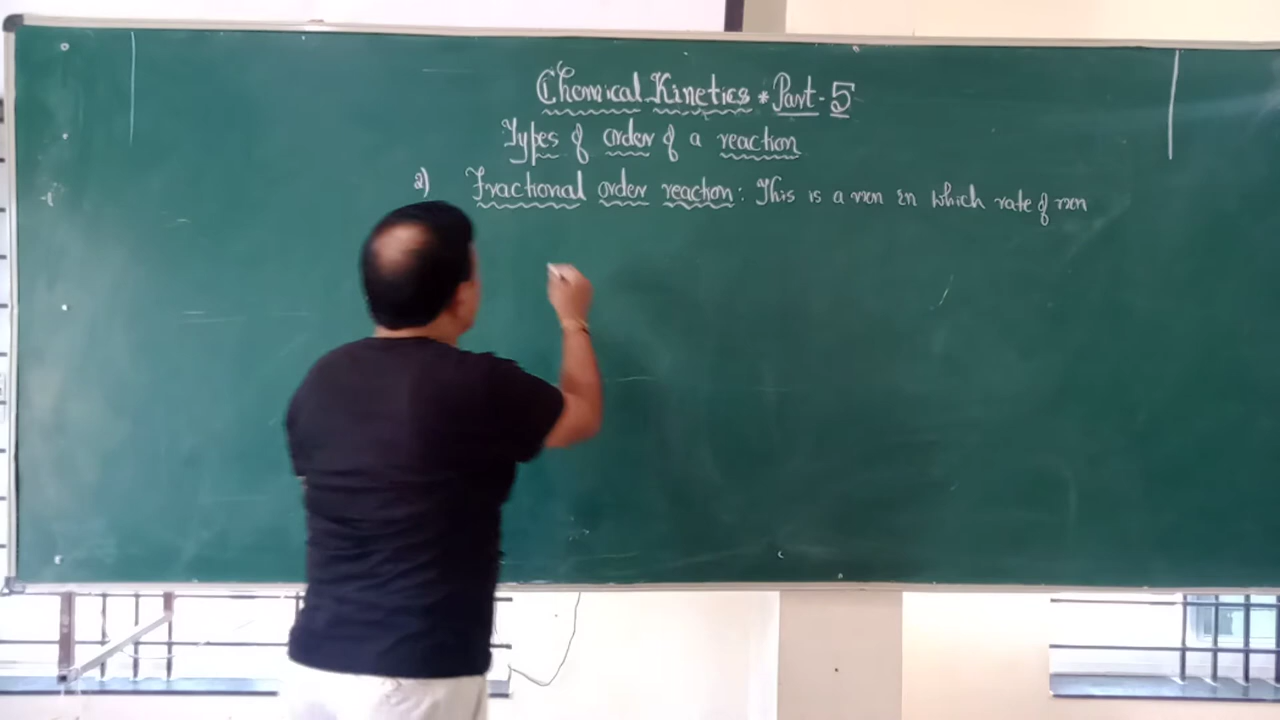 Chemical Kinetics * Part - 5
Types of order of a reaction
2) Fractional order reaction : This is a rxn in which rate of rxn